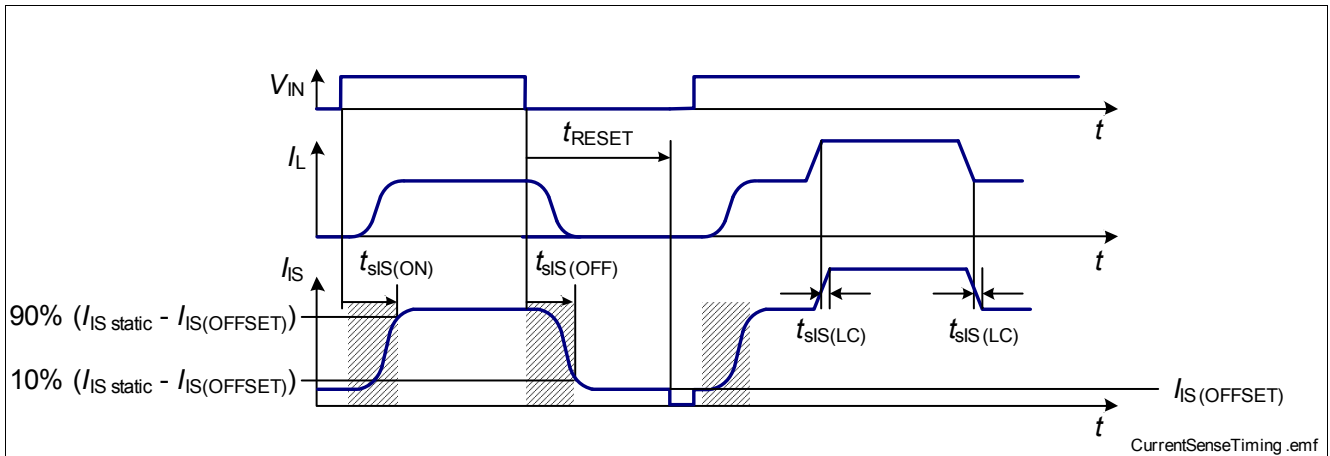 VIN
t
tRESET
IL
t
IIS
tsIS(ON)
tsIS(OFF)
90% (IIS static - IIS(OFFSET))
tsIS(LC)
tsIS(LC)
10% (IIS static - IIS(OFFSET))
IIS(OFFSET)
t
CurrentSenseTiming .emf